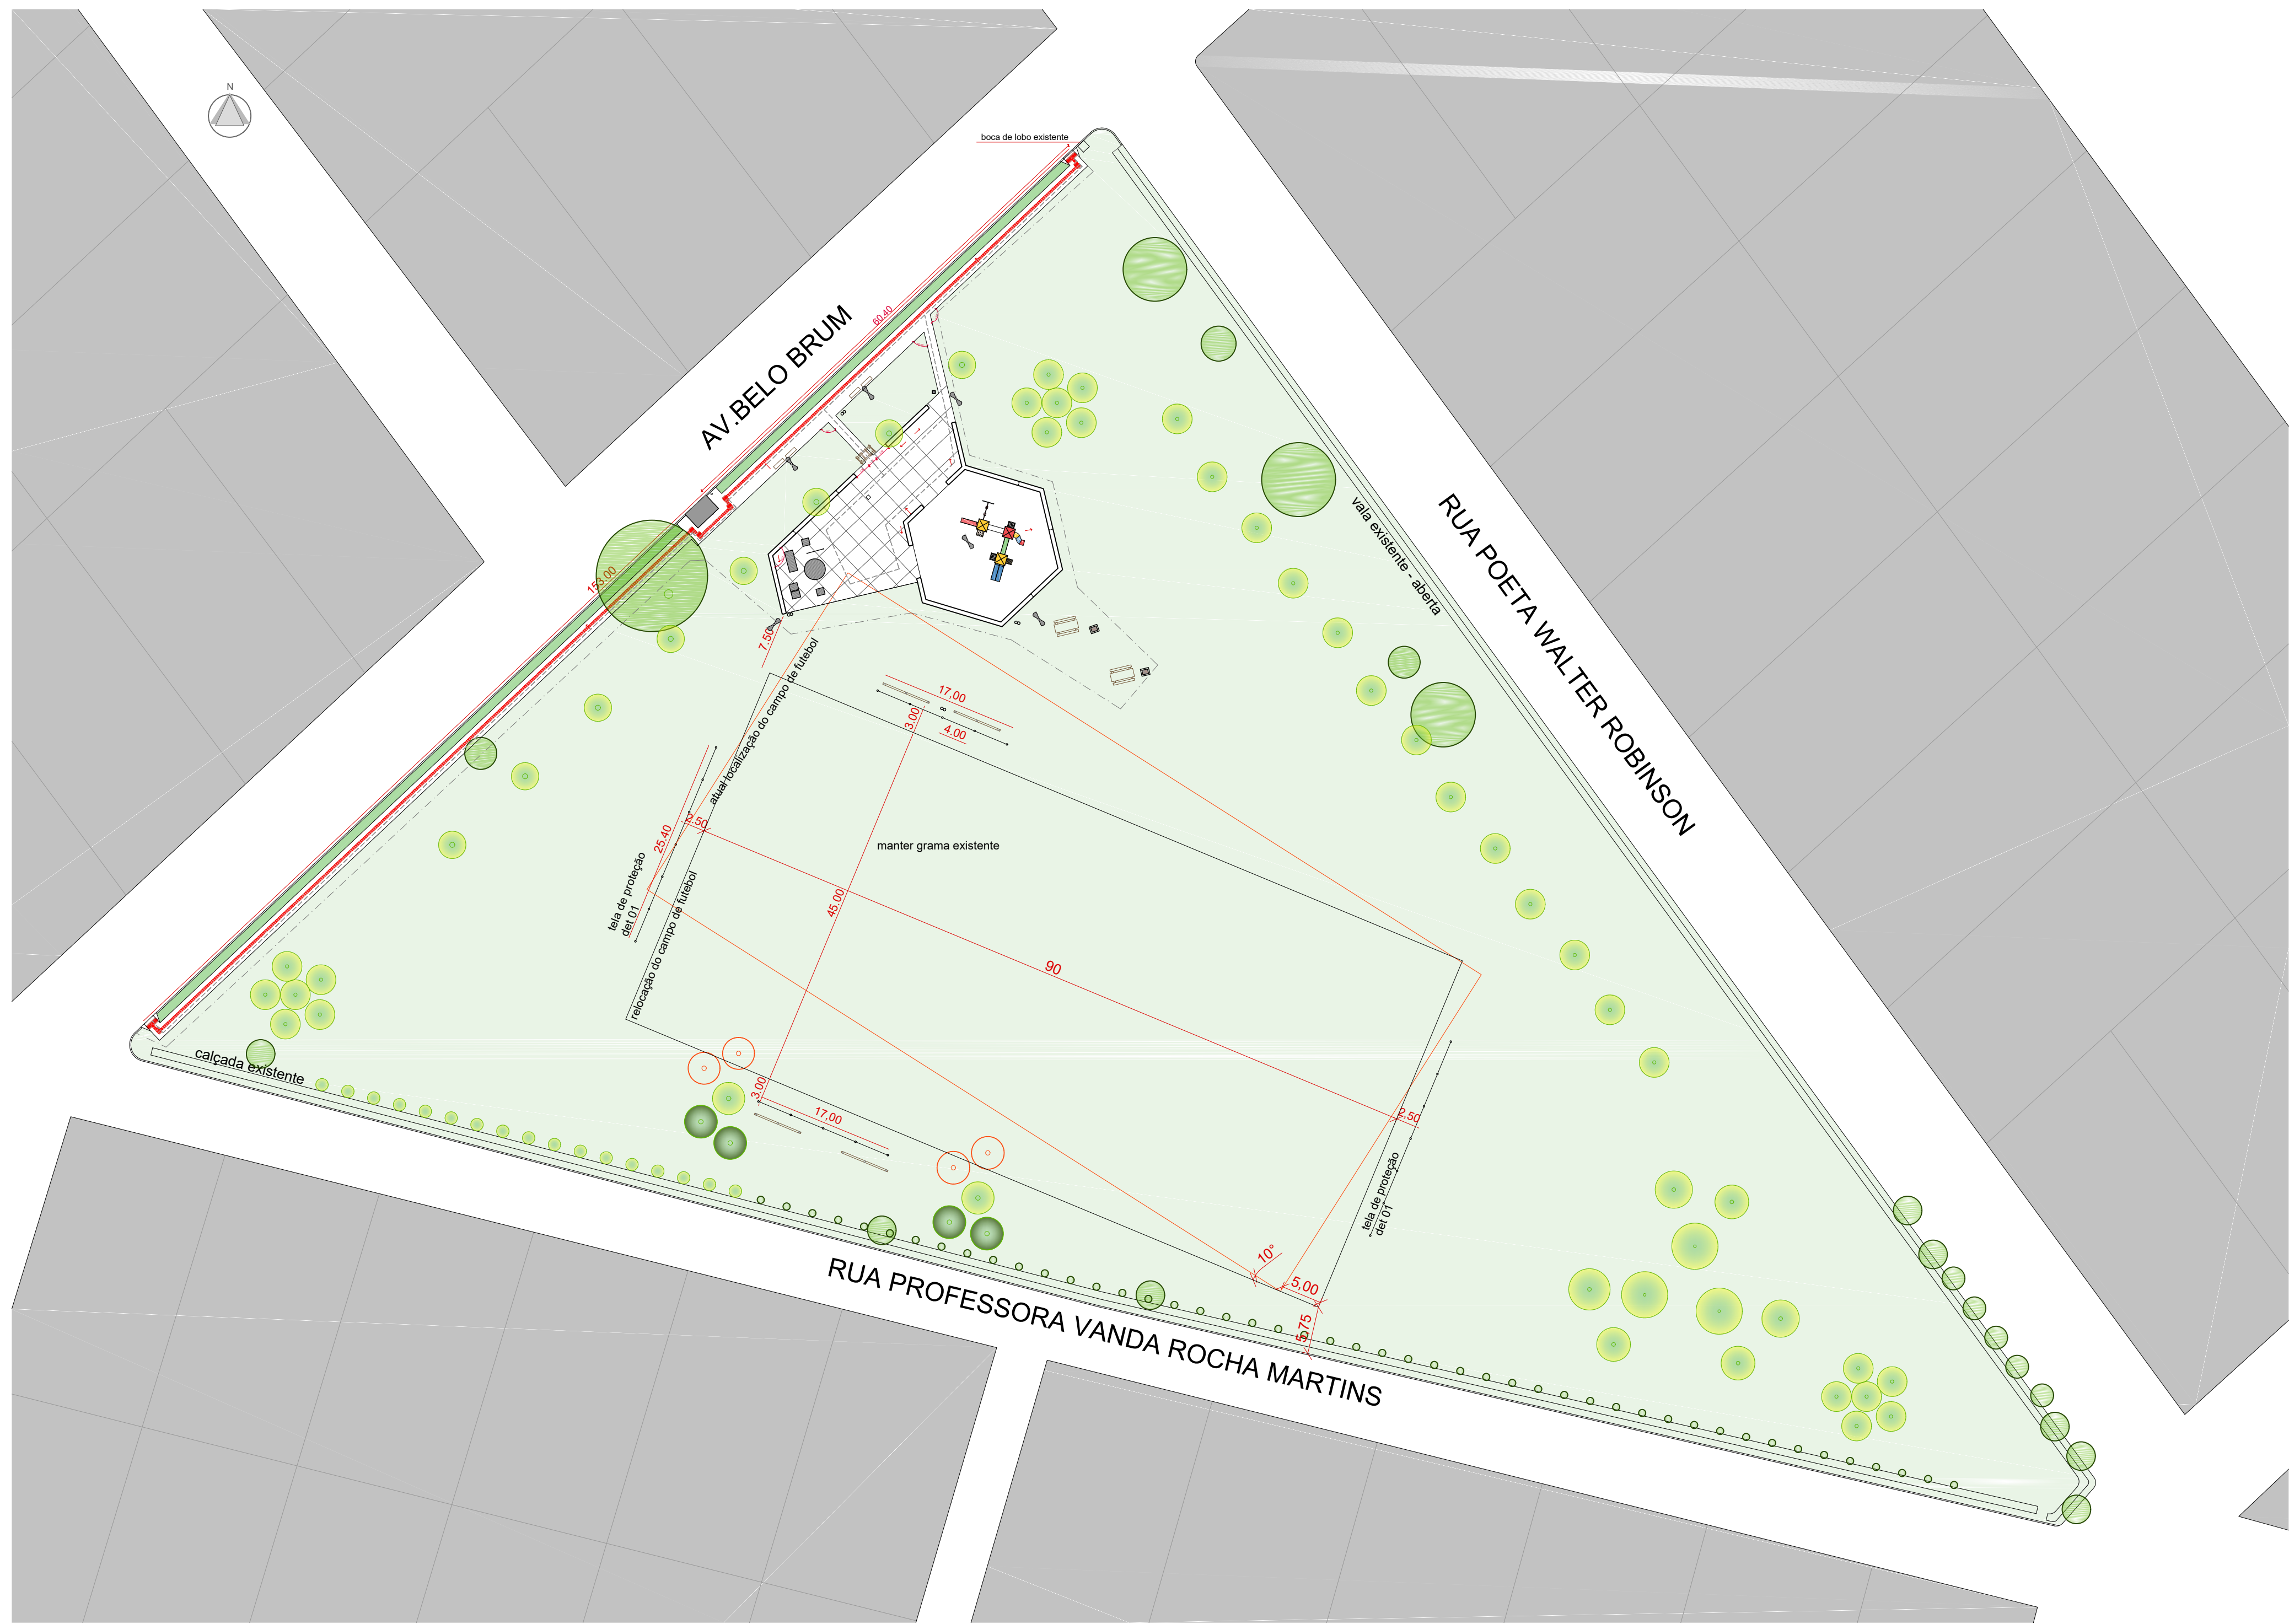 N
boca de lobo existente
60.40
AV.BELO BRUM
153.00
vala existente - aberta
RUA POETA WALTER ROBINSON
7.50
atual localização do campo de futebol
17,00
3.00
4.00
2.50
25.40
manter grama existente
tela de proteção
det 01
45.00
relocação do campo de futebol
90
calçada existente
3.00
17,00
2.50
tela de proteção
det 01
10°
5,00
5.75
RUA PROFESSORA VANDA ROCHA MARTINS